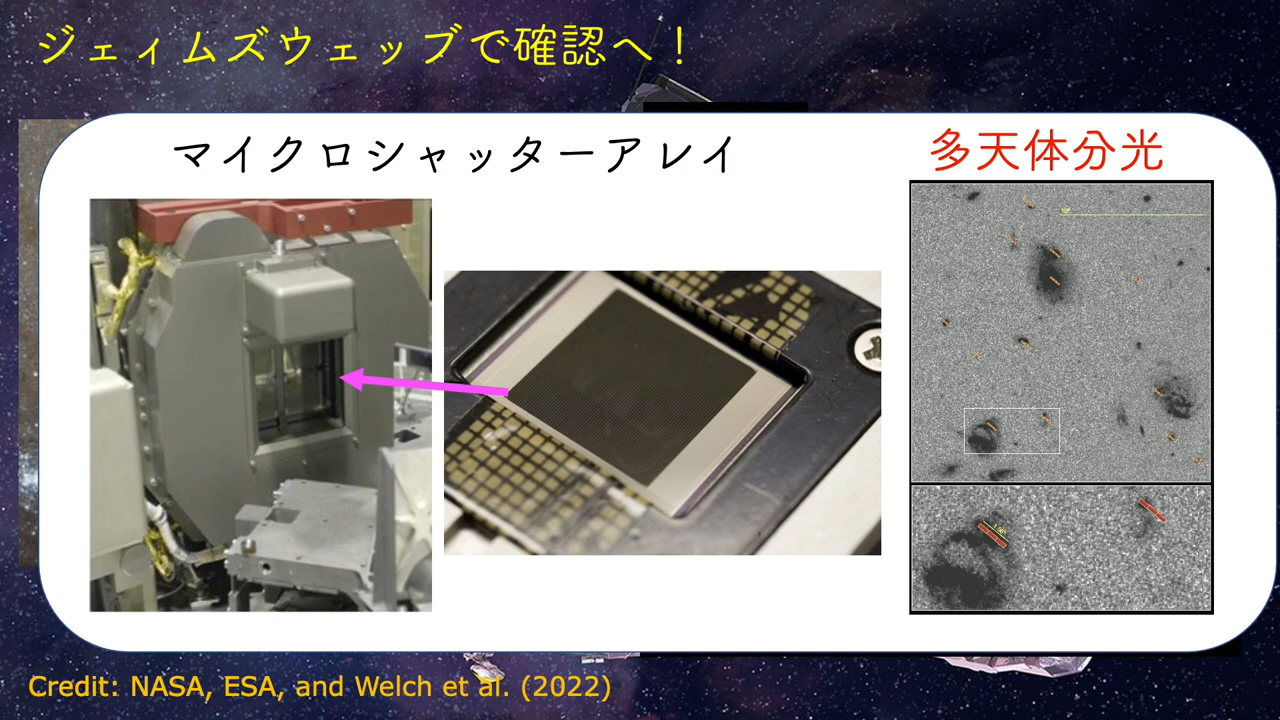 ジェィムズウェッブで確認へ！
マイクロシャッターアレイ
多天体分光
Credit: NASA, ESA, and Welch et al. (2022)